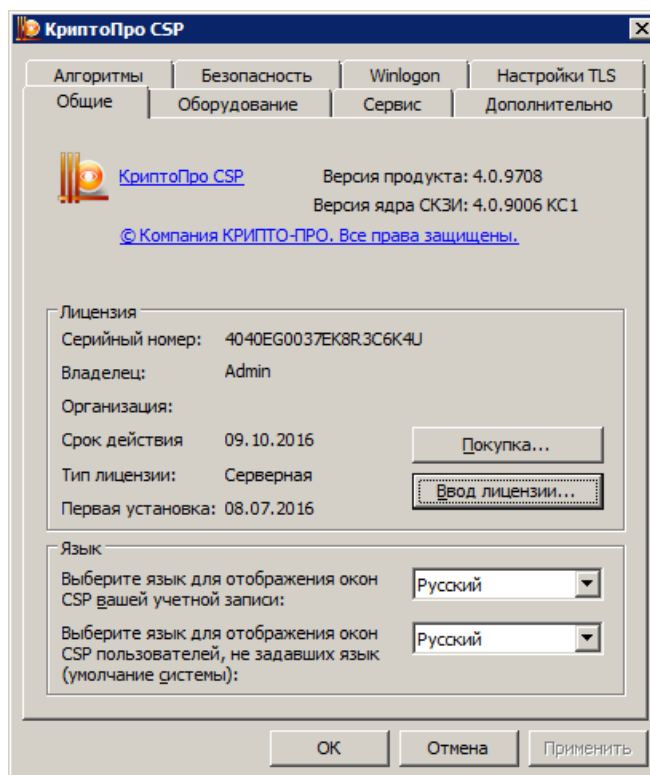 КриптоПро CSP
Алгоритмы Безопасность Winlogon Настройки TLS
Общие Оборудование Сервис Дополнительно
КриптоПро CSP Версия продукта: 4.0.9708
Версия ядра СКЗИ: 4.0.9006 КС1
© Компания КРИПТО-ПРО. Все права защищены.
Лицензия
Серийный номер: 4040EG0037EK8R3C6K4U
Владелец: Admin
Организация:
Срок действия 09.10.2016 Покупка...
Тип лицензии: Серверная Ввод лицензии...
Первая установка: 08.07.2016
Язык
Выберите язык для отображения окон
CSP вашей учетной записи: Русский
Выберите язык для отображения окон
CSP пользователей, не задавших язык Русский
(умолчание системы):
ОК Отмена Применить